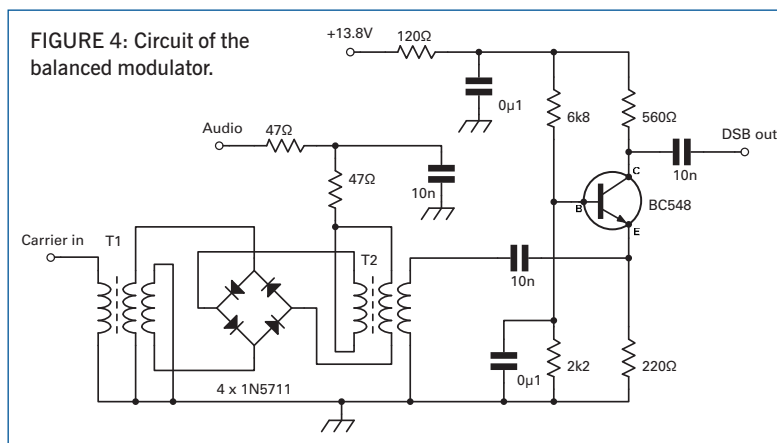 FIGURE 4: Circuit of the
balanced modulator.
+13.8V
120Ω
0µ1
6k8
560Ω
DSB out
Audio
47Ω
47Ω
10n
10n
C
B
BC548
E
Carrier in
T1
T2
10n
0µ1
2k2
220Ω
4 x 1N5711